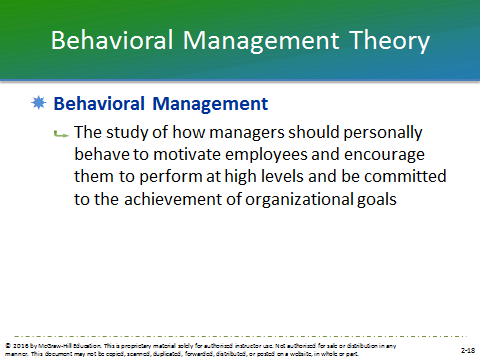 Behavioral Management Theory
Behavioral Management
The study of how managers should personally
behave to motivate employees and encourage
them to perform at high levels and be committed
to the achievement of organizational goals
© 2016 by McGraw-Hill Education. This is proprietary material solely for authorized instructor use. Not authorized for sale or distribution in any
manner. This document may not be copied, scanned, duplicated, forwarded, distributed, or posted on a website, in whole or part.
2-18